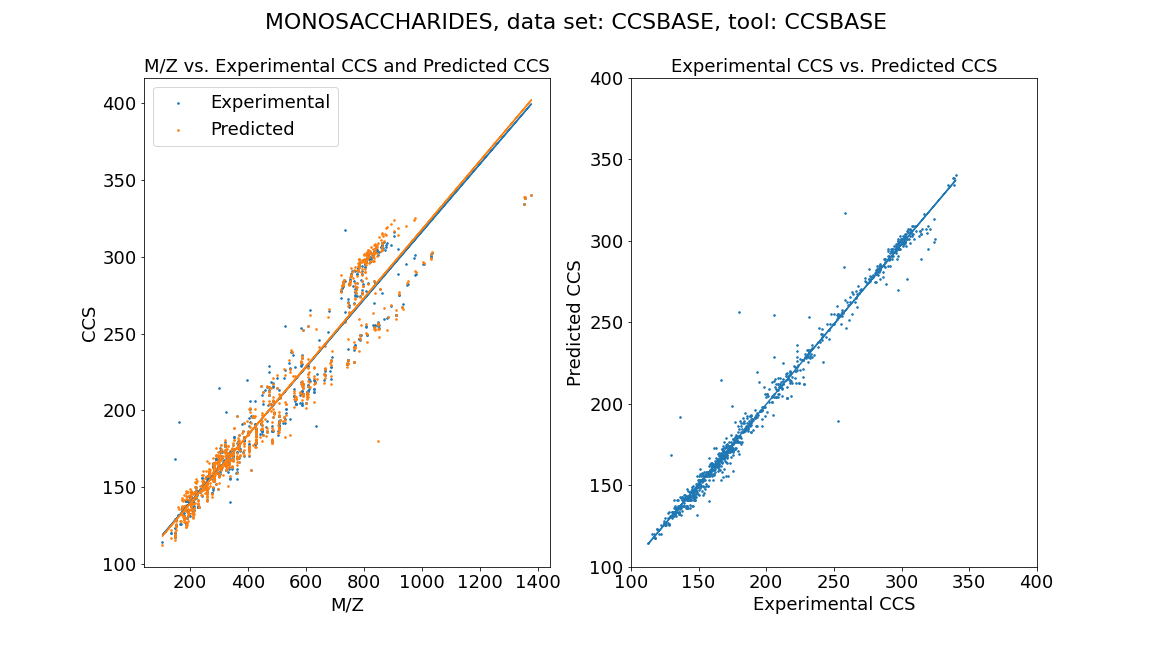 MONOSACCHARIDES, data set: CCSBASE, tool: CCSBASE
M/Z vs. Experimental CCS and Predicted CCS
Experimental
Predicted
CCS
400
350
300
250
200
150
100
200 400 600 800 1000 1200 1400
M/Z
Experimental CCS vs. Predicted CCS
Predicted CCS
400
350
300
250
200
150
100
100 150 200 250 300 350 400
Experimental CCS